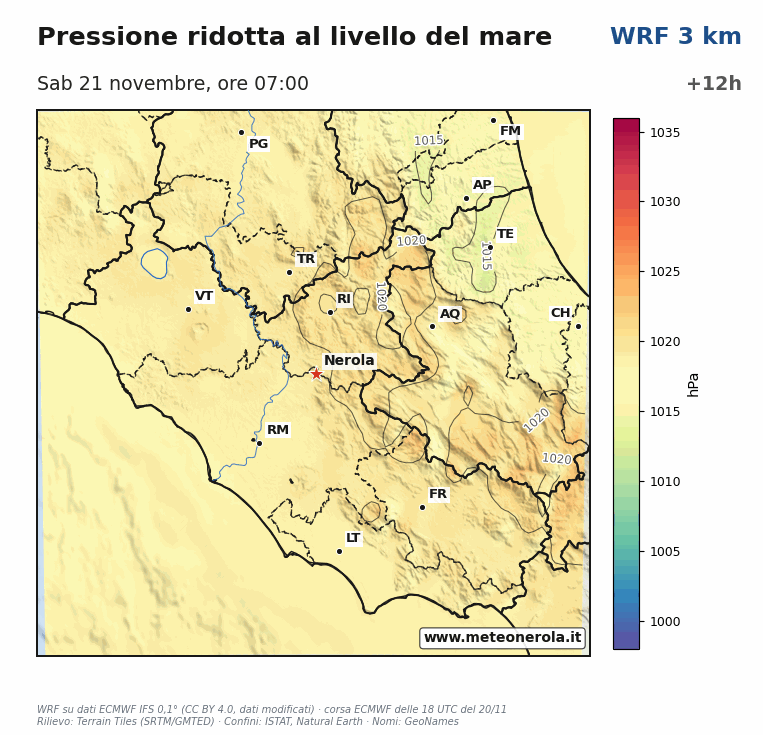 Pressione ridotta al livello del mare
WRF 3 km
Sab 21 novembre, ore 07:00
+12h
1015
FM
PG
AP
TE
1020
1015
TR
RI
1020
VT
AQ
CH
Nerola
1020
RM
1020
FR
LT
www.meteonerola.it
1035
1030
1025
1020
1015
1010
1005
1000
hPa
WRF su dati ECMWF IFS 0,1° (CC BY 4.0, dati modificati) · corsa ECMWF delle 18 UTC del 20/11
Rilievo: Terrain Tiles (SRTM/GMTED) · Confini: ISTAT, Natural Earth · Nomi: GeoNames